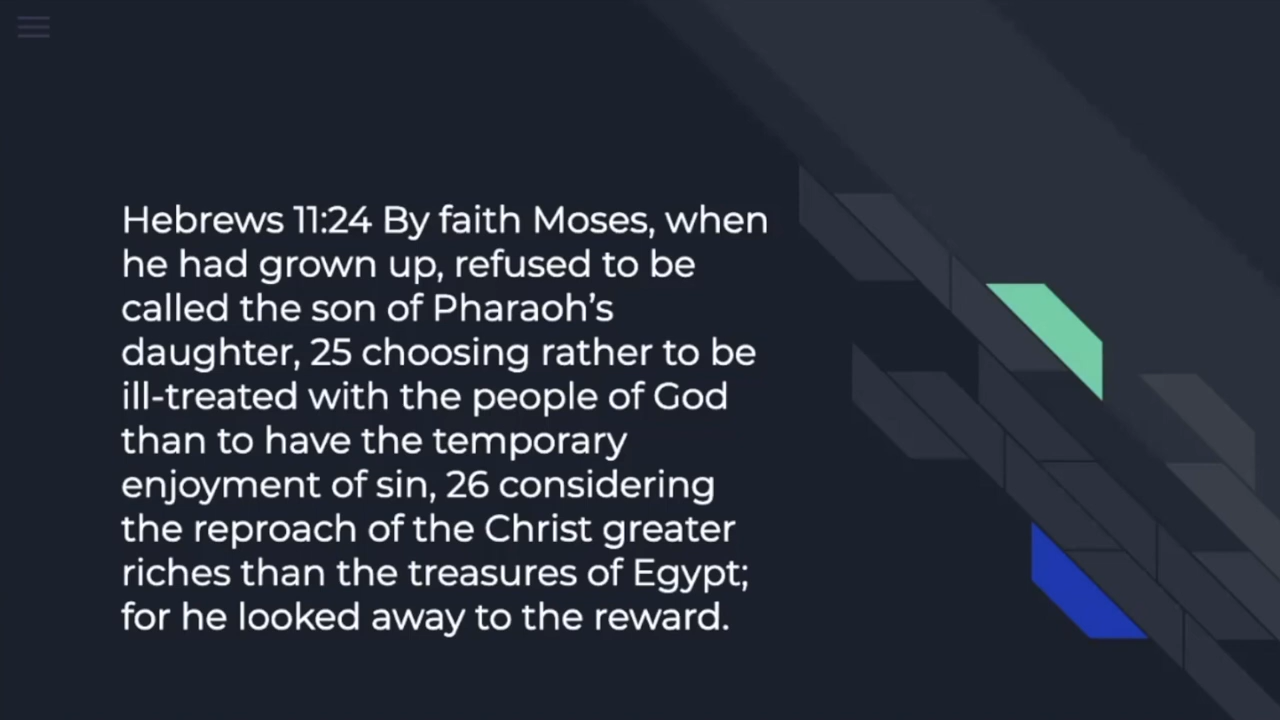 Hebrews 11:24 By faith Moses, when
he had grown up, refused to be
called the son of Pharaoh’s
daughter, 25 choosing rather to be
ill-treated with the people of God
than to have the temporary
enjoyment of sin, 26 considering
the reproach of the Christ greater
riches than the treasures of Egypt;
for he looked away to the reward.